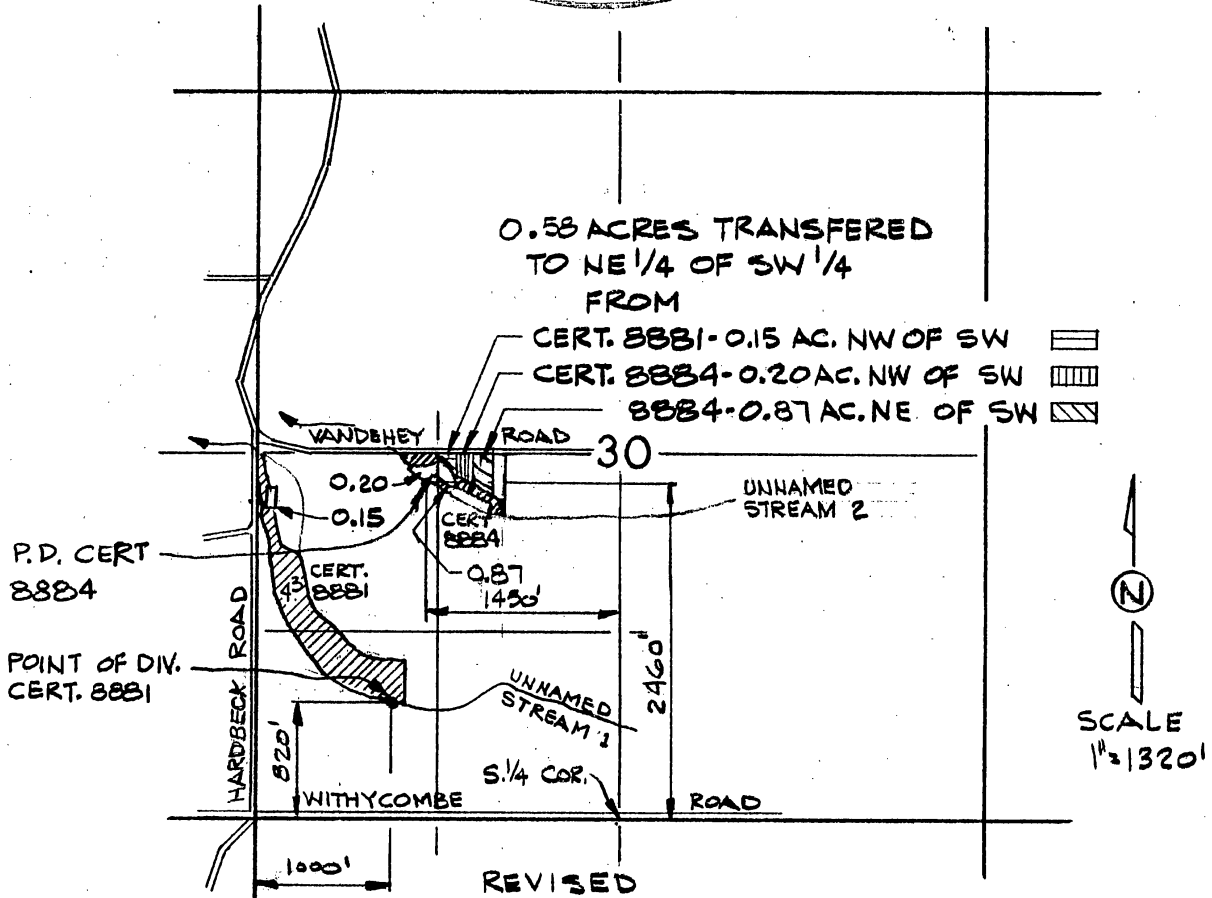 0.58 ACRES TRANSFERED
TO NE 1/4 OF SW 1/4
FROM
CERT. 8881-0.15 AC. NW OF SW
CERT. 8884-0.20 AC. NW OF SW
8884-0.87 AC. NE OF SW
VANDEHEY ROAD
30
0.20
0.15
UNNAMED
STREAM 2
CERT
8884
P.D. CERT
8884
CERT.
8881
4.3
0.87
1450'
HARDBECK ROAD
2460"
POINT OF DIV.
CERT. 8881
UNNAMED
STREAM 1
N
SCALE
1"=1320'
820'
S.1/4 COR.
WITHYCOMBE ROAD
1000'
REVISED